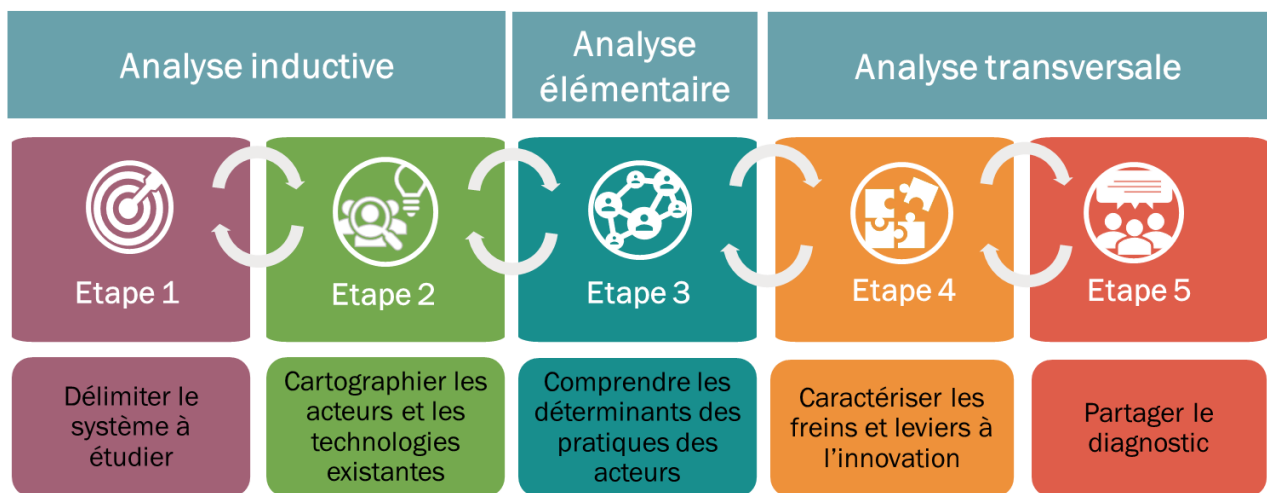 Analyse inductive
Analyse
élémentaire
Analyse transversale
Etape 1
Etape 2
Etape 3
Etape 4
Etape 5
Délimiter le
système à
étudier
Cartographier les
acteurs et les
technologies
existantes
Comprendre les
déterminants des
pratiques des
acteurs
Caractériser les
freins et leviers à
l’innovation
Partager le
diagnostic